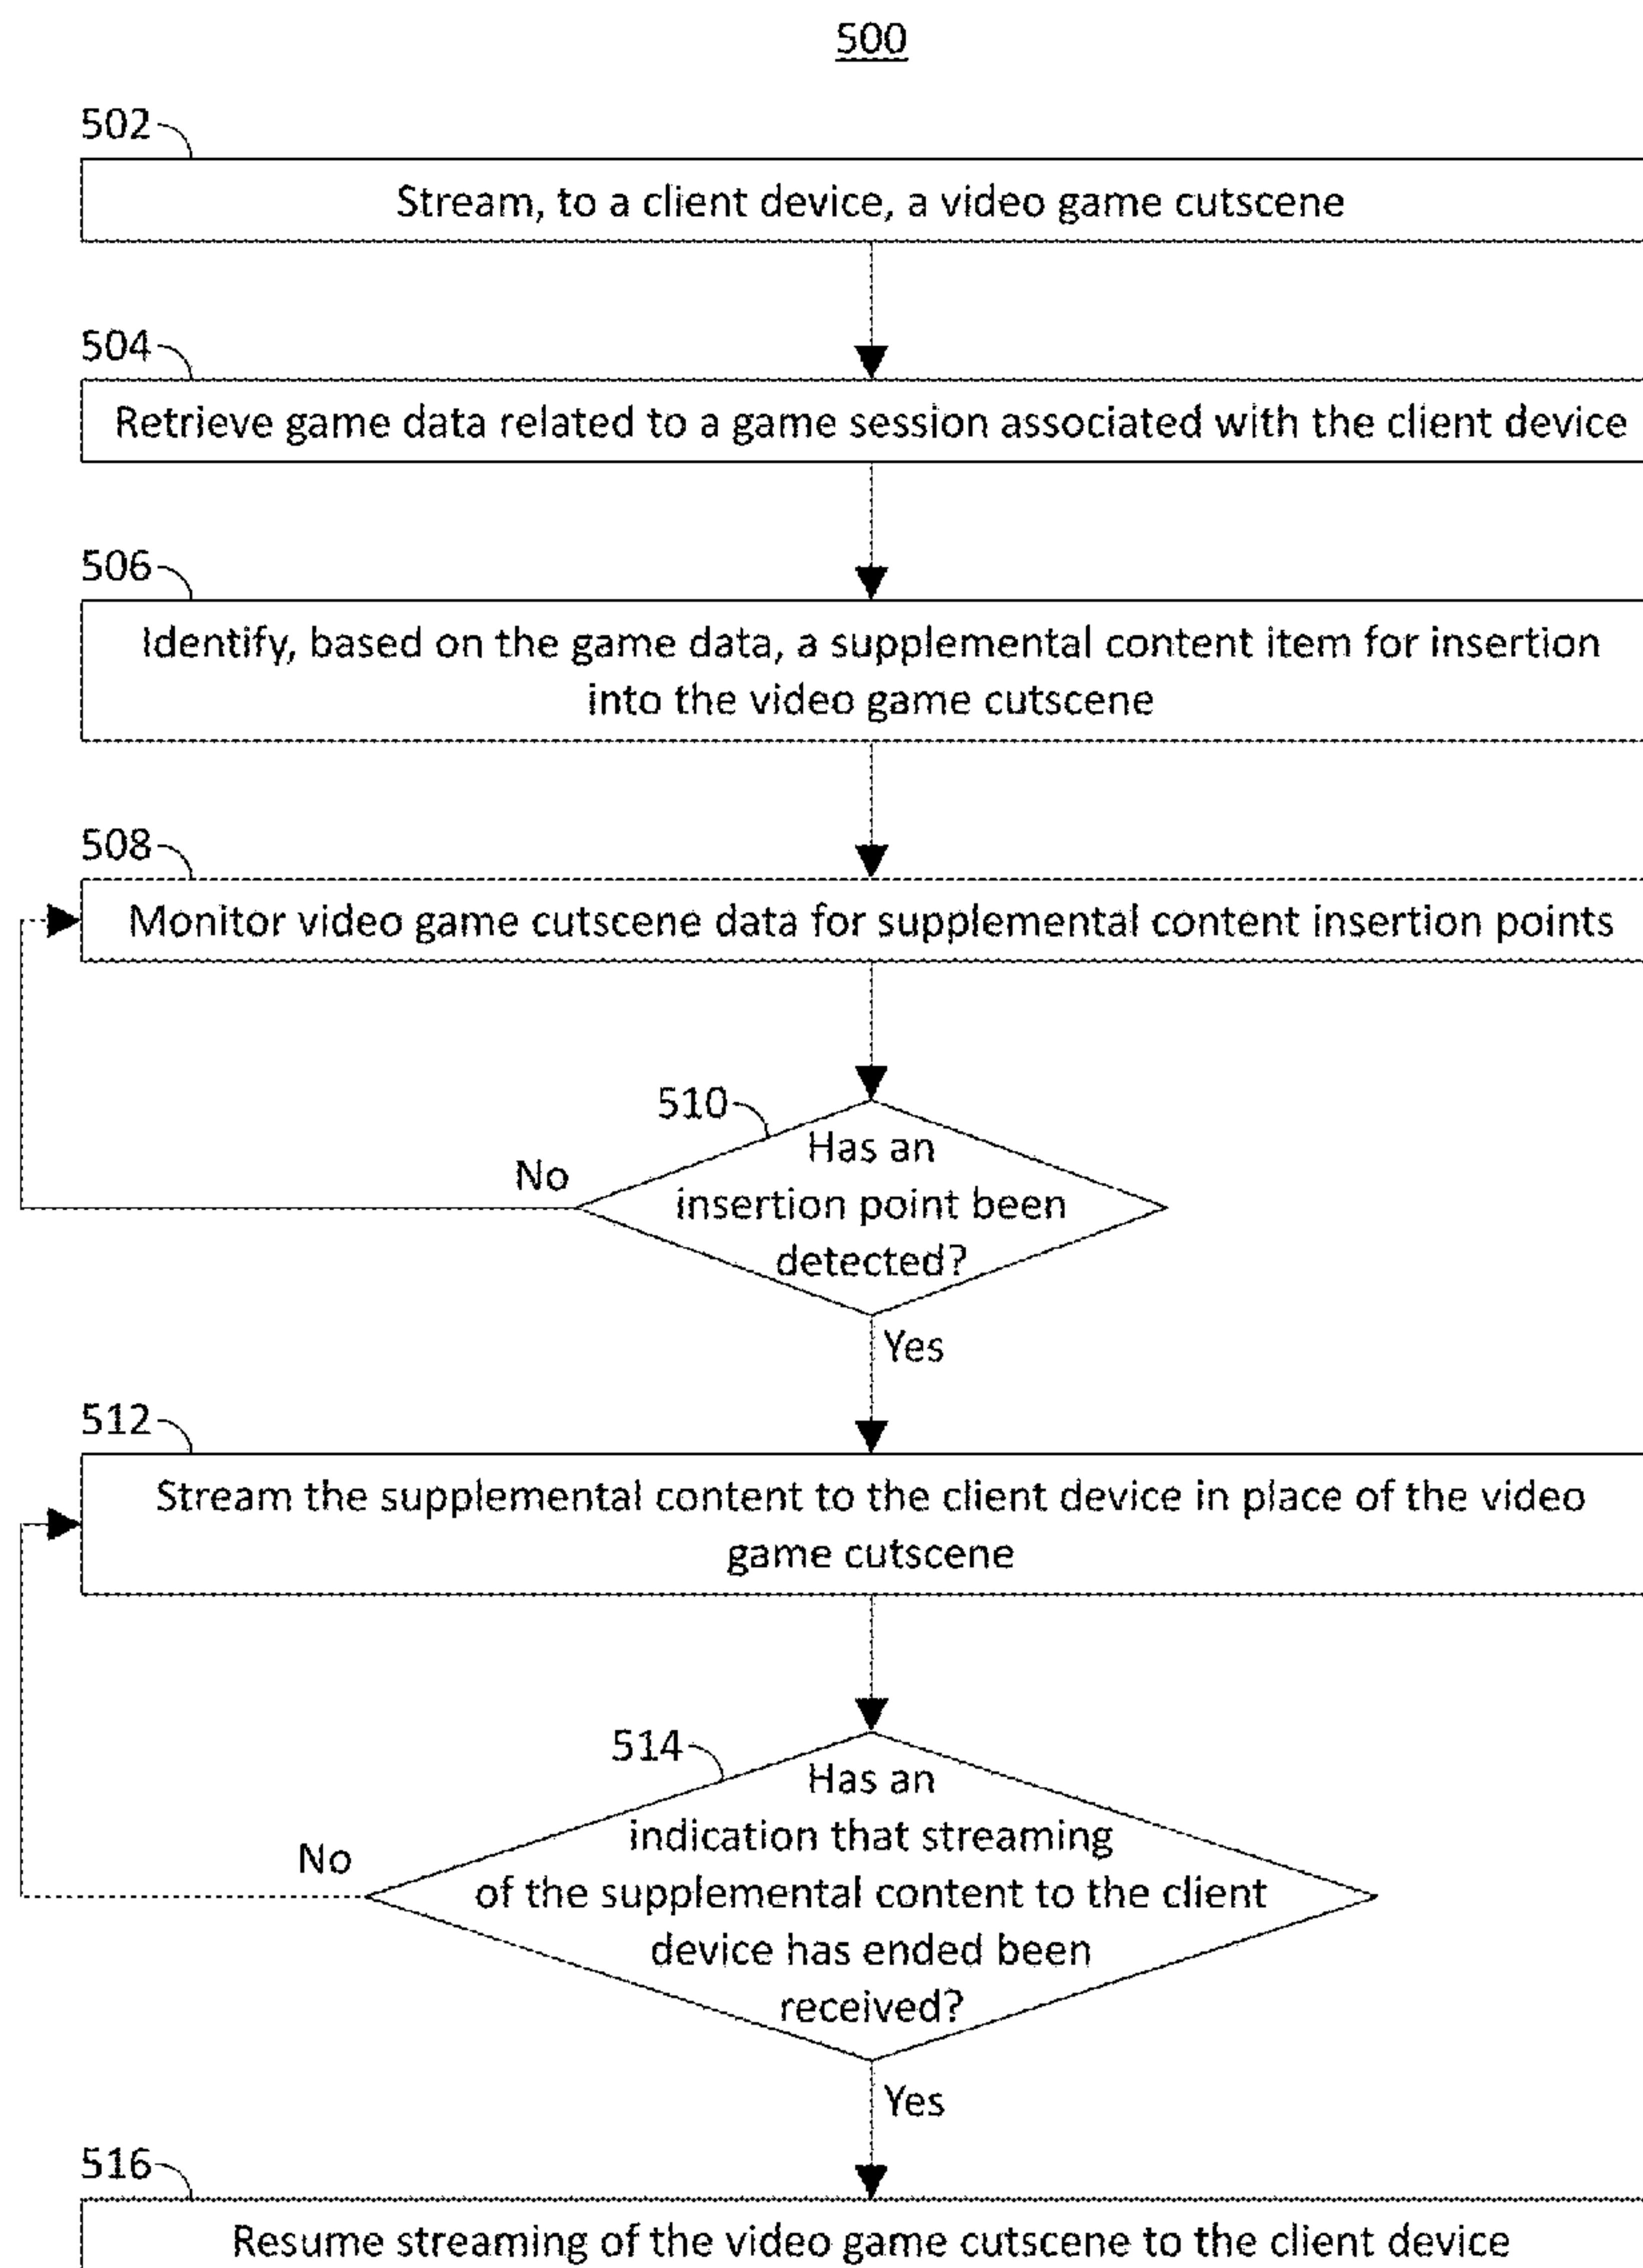 500
502
Stream, to a client device, a video game cutscene
504
Retrieve game data related to a game session associated with the client device
506
Identify, based on the game data, a supplemental content item for insertion
into the video game cutscene
508
Monitor video game cutscene data for supplemental content insertion points
510
Has an
insertion point been
detected?
No
Yes
512
Stream the supplemental content to the client device in place of the video
game cutscene
514
Has an
indication that streaming
of the supplemental content to the client
device has ended been
received?
No
Yes
516
Resume streaming of the video game cutscene to the client device